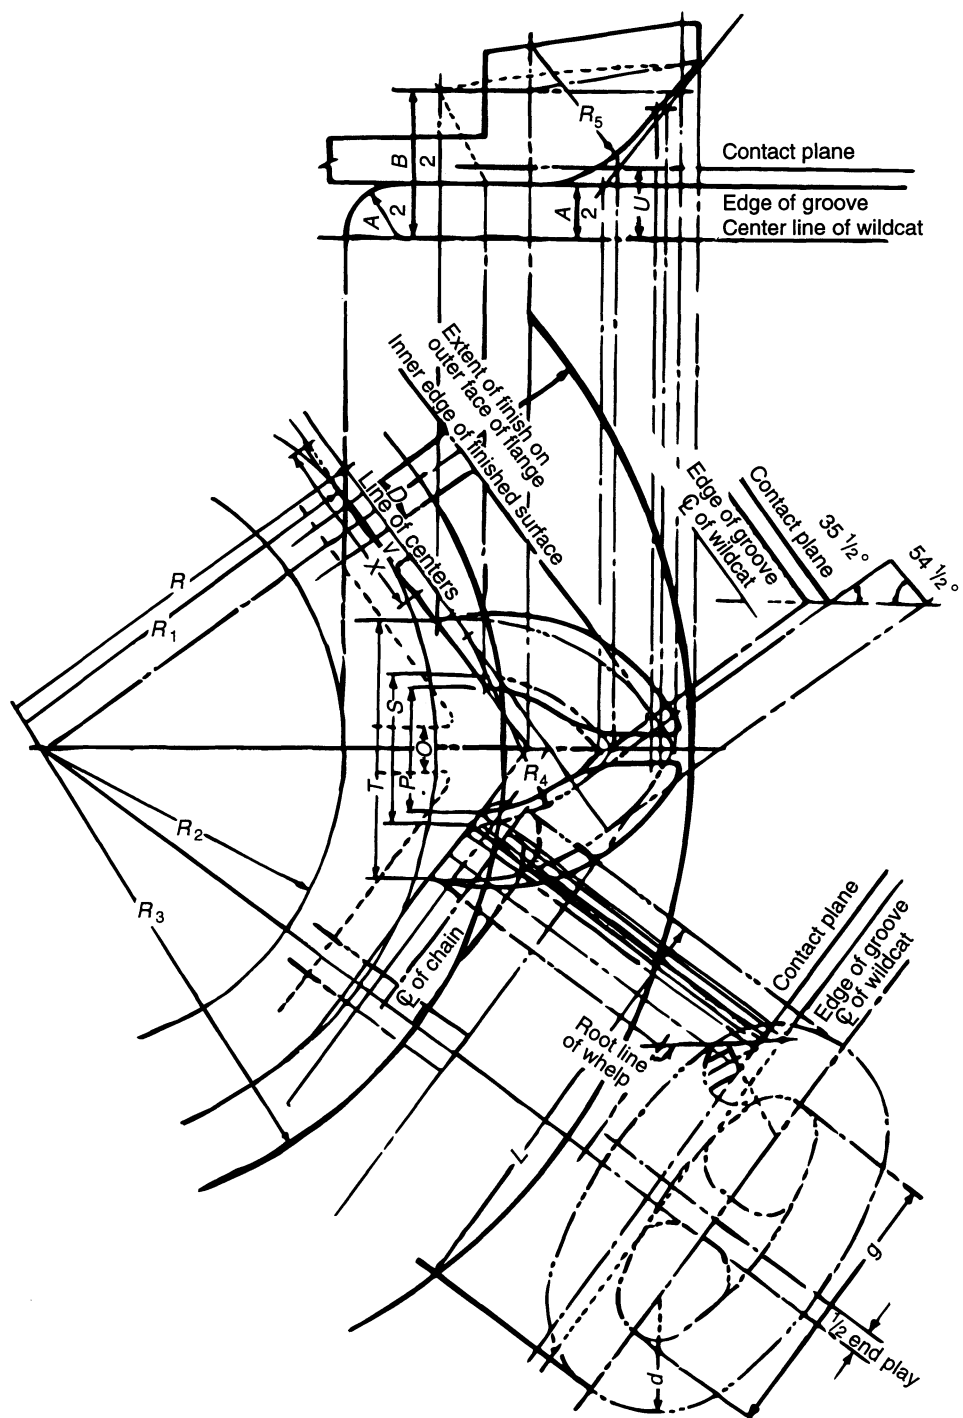 R5
B
2
A
2
A
2
U
Contact plane
Edge of groove
Center line of wildcat
Extent of finish on
outer face of flange
Inner edge of finished surface
Line of centers
D
V
X
R
R1
Edge of groove
℄ of wildcat
Contact plane
35 ½°
54 ½°
S
T
P
O
R4
R2
R3
℄ of chain
Contact plane
Edge of groove
℄ of wildcat
Root line
of whelp
L
g
½ end play
d